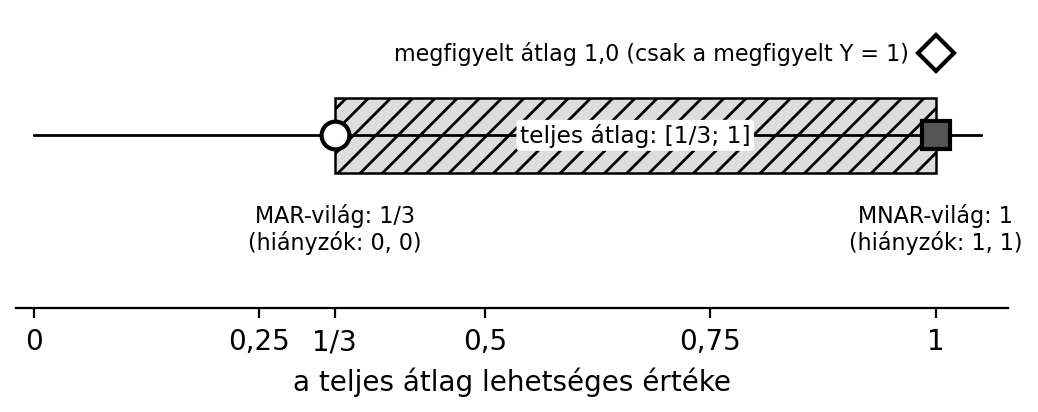 megfigyelt átlag 1,0 (csak a megfigyelt Y = 1)
teljes átlag: [1/3; 1]
MAR-világ: 1/3
(hiányzók: 0, 0)
MNAR-világ: 1
(hiányzók: 1, 1)
0 0,25 1/3 0,5 0,75 1
a teljes átlag lehetséges értéke